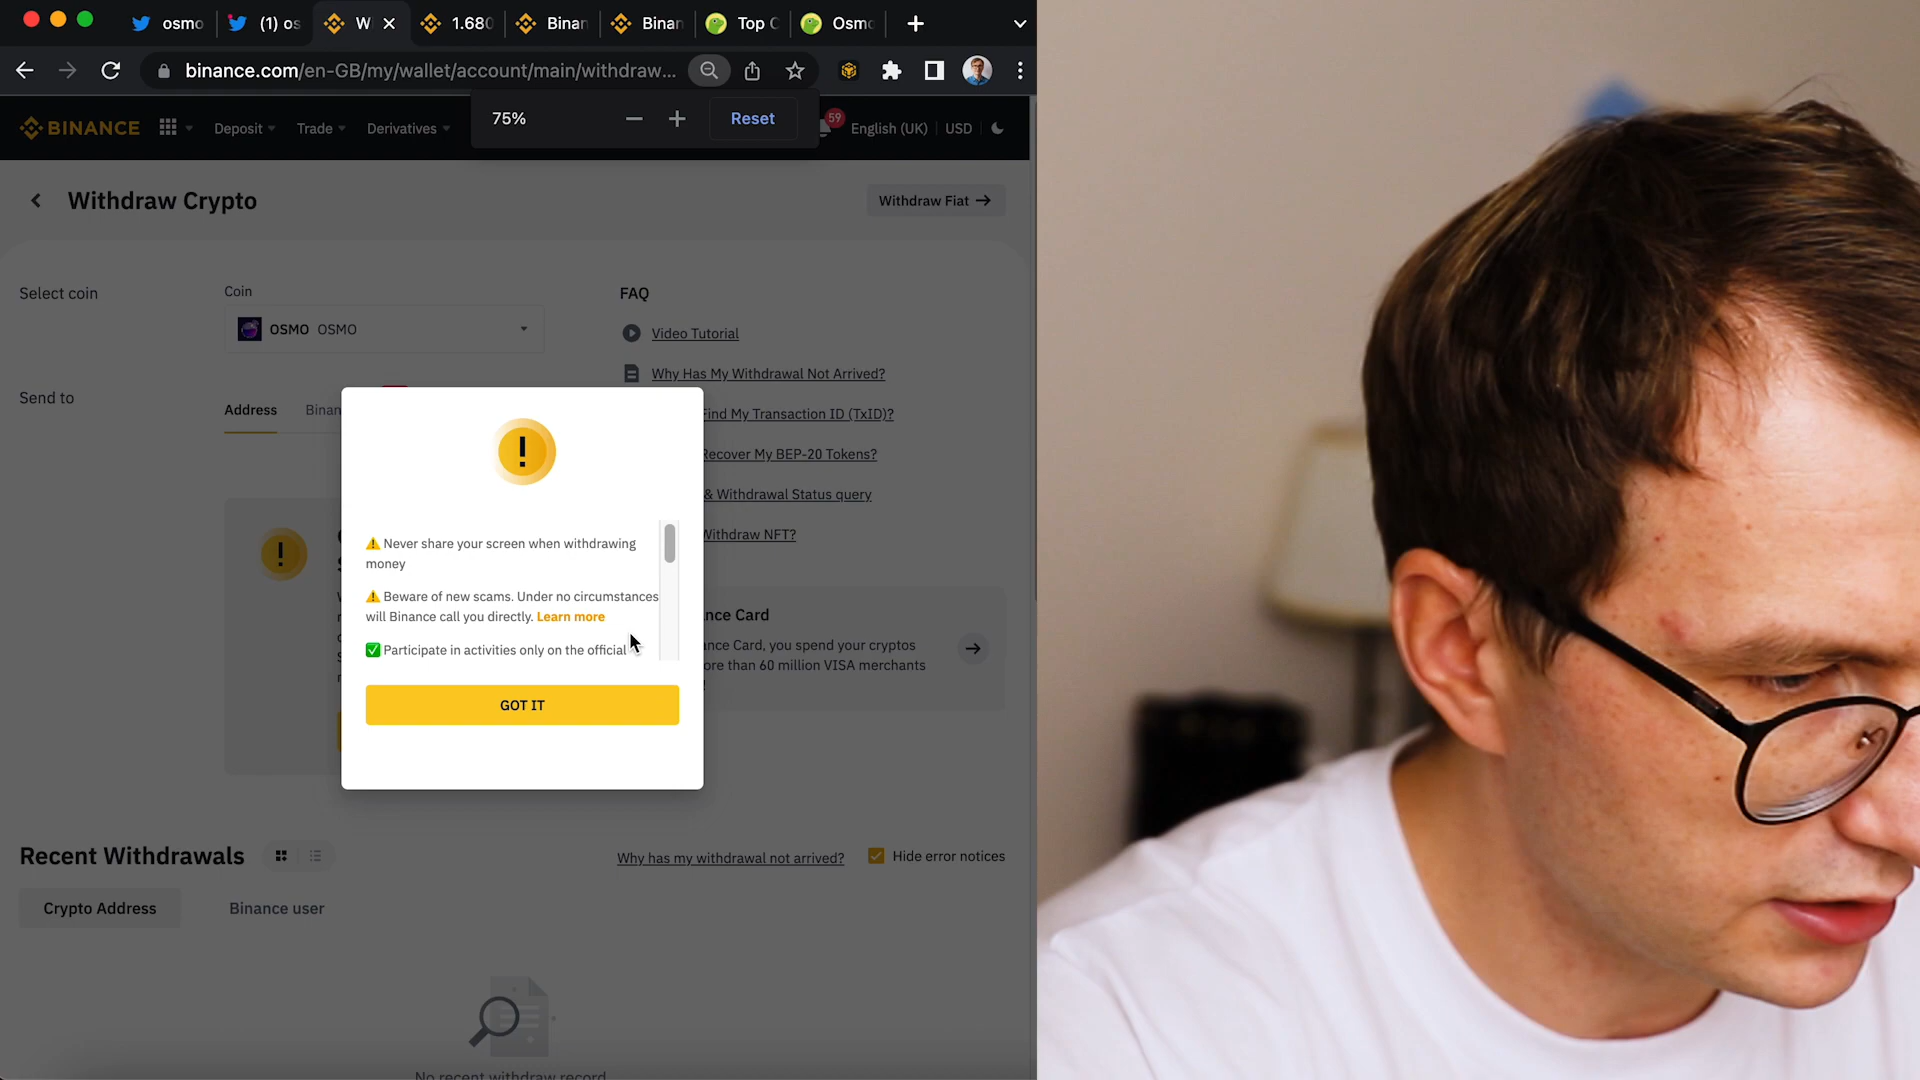 osmo
(1) os
W
1.680
Binan
Binan
Top C
Osmo
binance.com/en-GB/my/wallet/account/main/withdraw...
75%
Reset
BINANCE
Deposit
Trade
Derivatives
59
English (UK)
USD
Withdraw Crypto
Withdraw Fiat →
Select coin
Coin
OSMO OSMO
FAQ
Video Tutorial
Why Has My Withdrawal Not Arrived?
Find My Transaction ID (TxID)?
Recover My BEP-20 Tokens?
& Withdrawal Status query
Withdraw NFT?
Send to
Address
Binan
!
⚠ Never share your screen when withdrawing
money
⚠ Beware of new scams. Under no circumstances
will Binance call you directly. Learn more
✅ Participate in activities only on the official
GOT IT
!
nce Card
nce Card, you spend your cryptos
ore than 60 million VISA merchants
!
Recent Withdrawals
Why has my withdrawal not arrived?
Hide error notices
Crypto Address
Binance user
No recent withdraw record